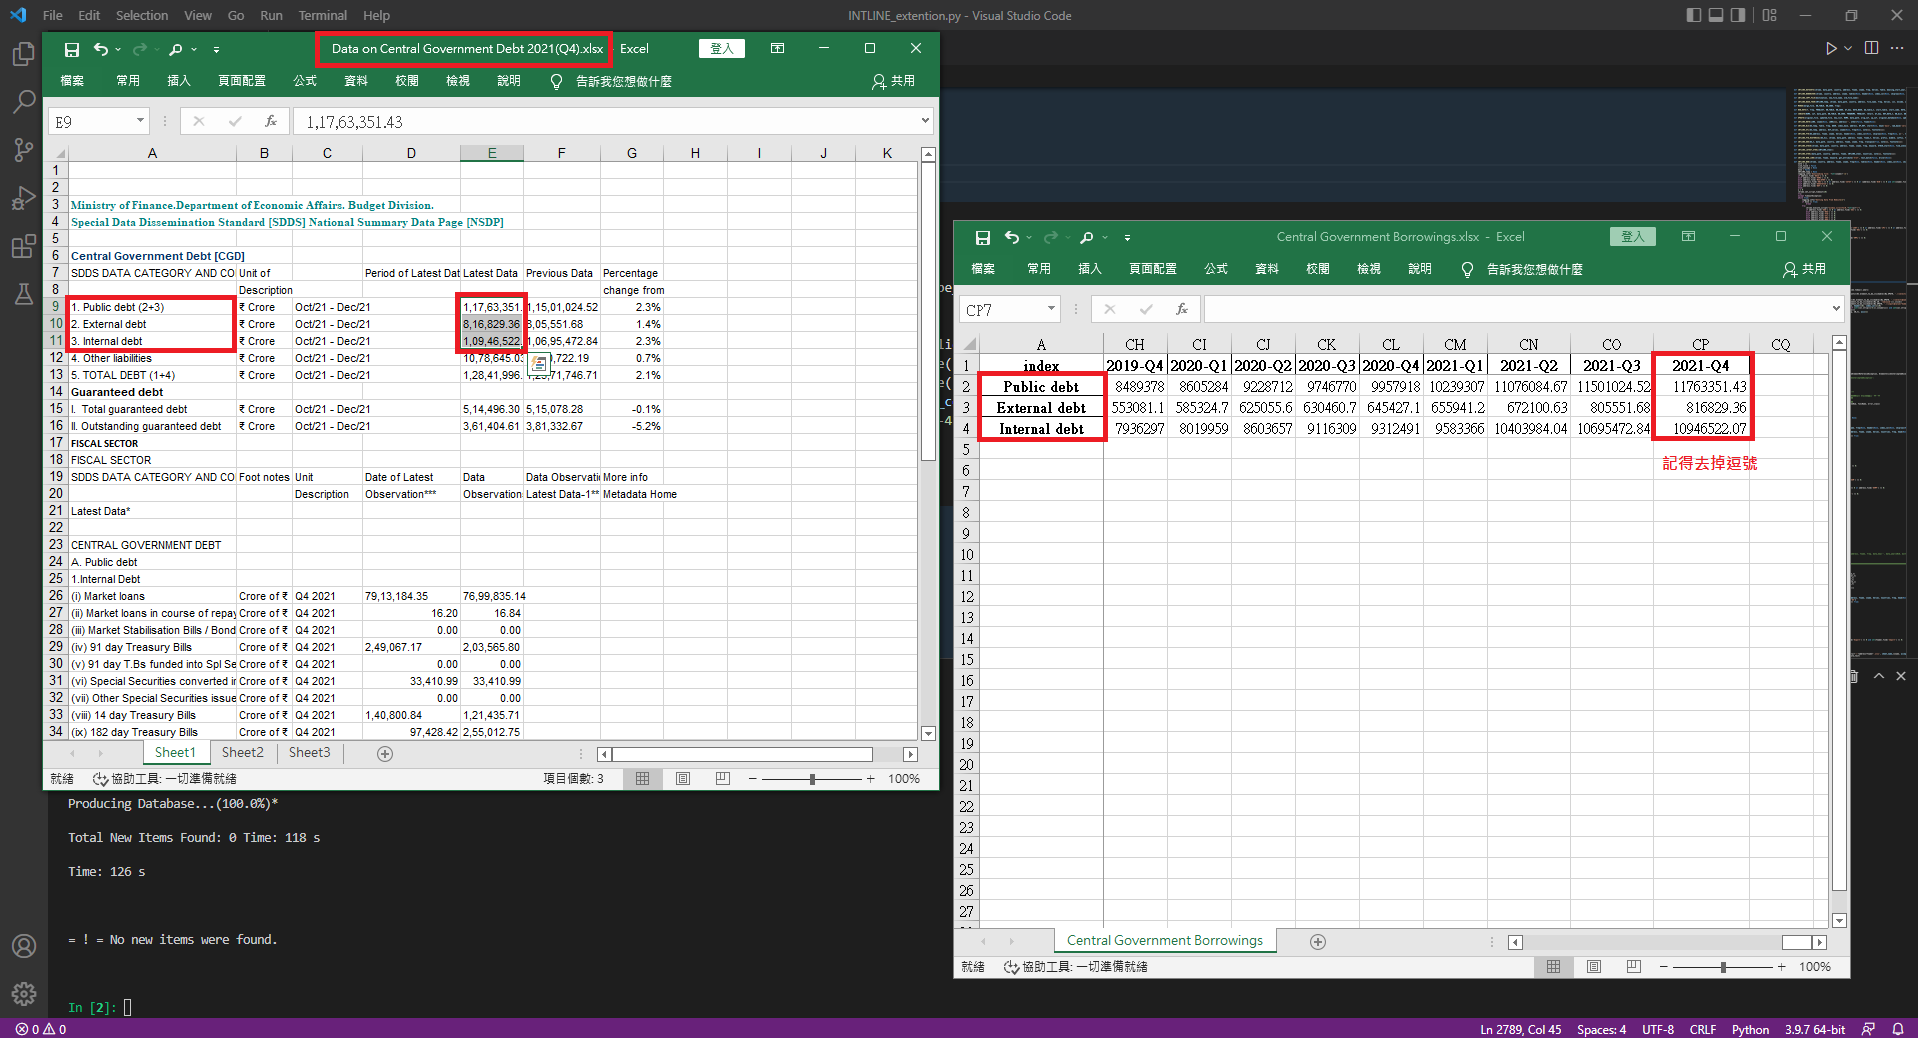 File Edit Selection View Go Run Terminal Help
INTLINE_extention.py - Visual Studio Code
Data on Central Government Debt 2021(Q4).xlsx - Excel
登入
檔案 常用 插入 頁面配置 公式 資料 校閱 檢視 說明 告訴我您想做什麼 共用
E9 fx 1,17,63,351.43
A B C D E F G H I J K
1
2
3 Ministry of Finance.Department of Economic Affairs. Budget Division.
4 Special Data Dissemination Standard [SDDS] National Summary Data Page [NSDP]
5
6 Central Government Debt [CGD]
7 SDDS DATA CATEGORY AND CO Unit of Period of Latest Dat Latest Data Previous Data Percentage
8 Description change from
9 1. Public debt (2+3) ₹ Crore Oct/21 - Dec/21 1,17,63,351. 1,15,01,024.52 2.3%
10 2. External debt ₹ Crore Oct/21 - Dec/21 8,16,829.36 8,05,551.68 1.4%
11 3. Internal debt ₹ Crore Oct/21 - Dec/21 1,09,46,522. 1,06,95,472.84 2.3%
12 4. Other liabilities ₹ Crore Oct/21 - Dec/21 10,78,645.03 ,722.19 0.7%
13 5. TOTAL DEBT (1+4) ₹ Crore Oct/21 - Dec/21 1,28,41,996. 71,746.71 2.1%
14 Guaranteed debt
15 I. Total guaranteed debt ₹ Crore Oct/21 - Dec/21 5,14,496.30 5,15,078.28 -0.1%
16 II. Outstanding guaranteed debt ₹ Crore Oct/21 - Dec/21 3,61,404.61 3,81,332.67 -5.2%
17 FISCAL SECTOR
18 FISCAL SECTOR
19 SDDS DATA CATEGORY AND CO Foot notes Unit Date of Latest Data Data Observati More info
20 Description Observation*** Observation Latest Data-1** Metadata Home
21 Latest Data*
22
23 CENTRAL GOVERNMENT DEBT
24 A. Public debt
25 1.Internal Debt
26 (i) Market loans Crore of ₹ Q4 2021 79,13,184.35 76,99,835.14
27 (ii) Market loans in course of repay Crore of ₹ Q4 2021 16.20 16.84
28 (iii) Market Stabilisation Bills / Bond Crore of ₹ Q4 2021 0.00 0.00
29 (iv) 91 day Treasury Bills Crore of ₹ Q4 2021 2,49,067.17 2,03,565.80
30 (v) 91 day T.Bs funded into Spl Se Crore of ₹ Q4 2021 0.00 0.00
31 (vi) Special Securities converted ir Crore of ₹ Q4 2021 33,410.99 33,410.99
32 (vii) Other Special Securities issue Crore of ₹ Q4 2021 0.00 0.00
33 (viii) 14 day Treasury Bills Crore of ₹ Q4 2021 1,40,800.84 1,21,435.71
34 (ix) 182 day Treasury Bills Crore of ₹ Q4 2021 97,428.42 2,55,012.75
Sheet1 Sheet2 Sheet3
就緒 協助工具: 一切準備就緒 項目個數: 3 100%
Central Government Borrowings.xlsx - Excel
登入
檔案 常用 插入 頁面配置 公式 資料 校閱 檢視 說明 告訴我您想做什麼 共用
CP7 fx
A CH CI CJ CK CL CM CN CO CP CQ
1 index 2019-Q4 2020-Q1 2020-Q2 2020-Q3 2020-Q4 2021-Q1 2021-Q2 2021-Q3 2021-Q4
2 Public debt 8489378 8605284 9228712 9746770 9957918 10239307 11076084.67 11501024.52 11763351.43
3 External debt 553081.1 585324.7 625055.6 630460.7 645427.1 655941.2 672100.63 805551.68 816829.36
4 Internal debt 7936297 8019959 8603657 9116309 9312491 9583366 10403984.04 10695472.84 10946522.07
5
記得去掉逗號
6
7
8
9
10
11
12
13
14
15
16
17
18
19
20
21
22
23
24
25
26
27
Central Government Borrowings
就緒 協助工具: 一切準備就緒 100%
Producing Database...(100.0%)*
Total New Items Found: 0 Time: 118 s
Time: 126 s
= ! = No new items were found.
In [2]:
0 0
Ln 2789, Col 45 Spaces: 4 UTF-8 CRLF Python 3.9.7 64-bit